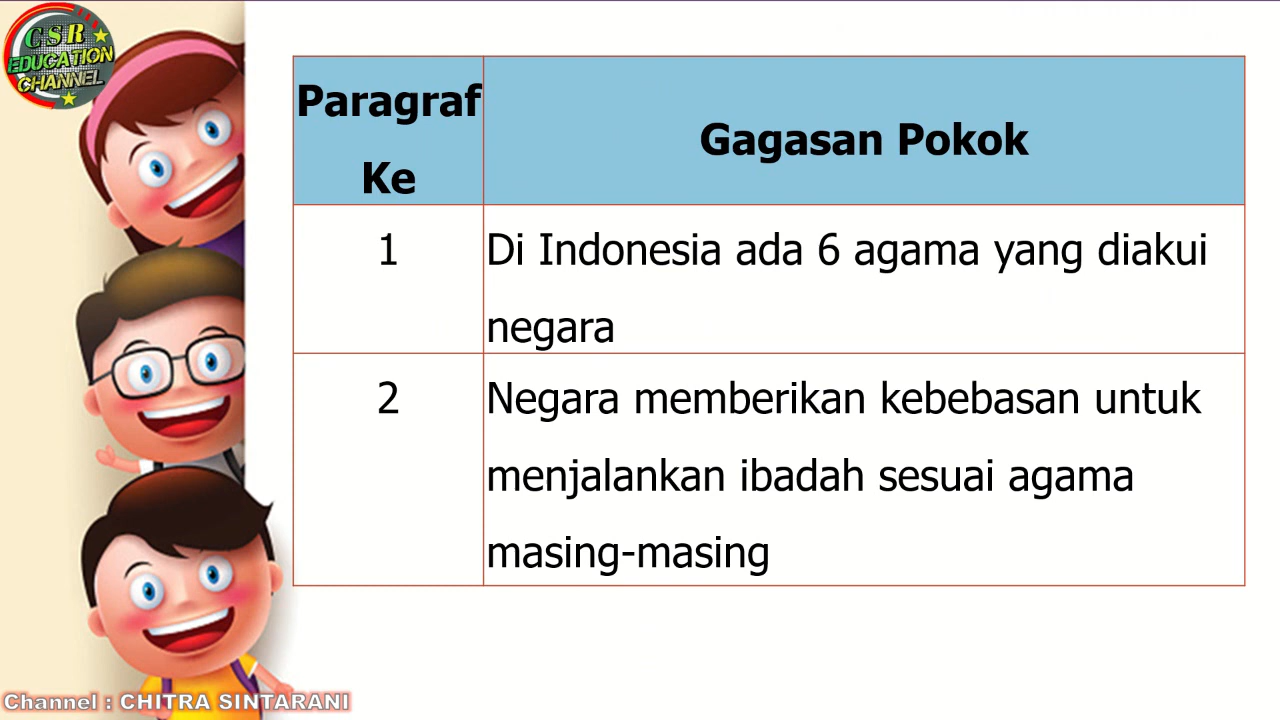 CSR
EDUCATION
CHANNEL
Paragraf
Ke
Gagasan Pokok
1
Di Indonesia ada 6 agama yang diakui
negara
2
Negara memberikan kebebasan untuk
menjalankan ibadah sesuai agama
masing-masing
Channel : CHITRA SINTARANI